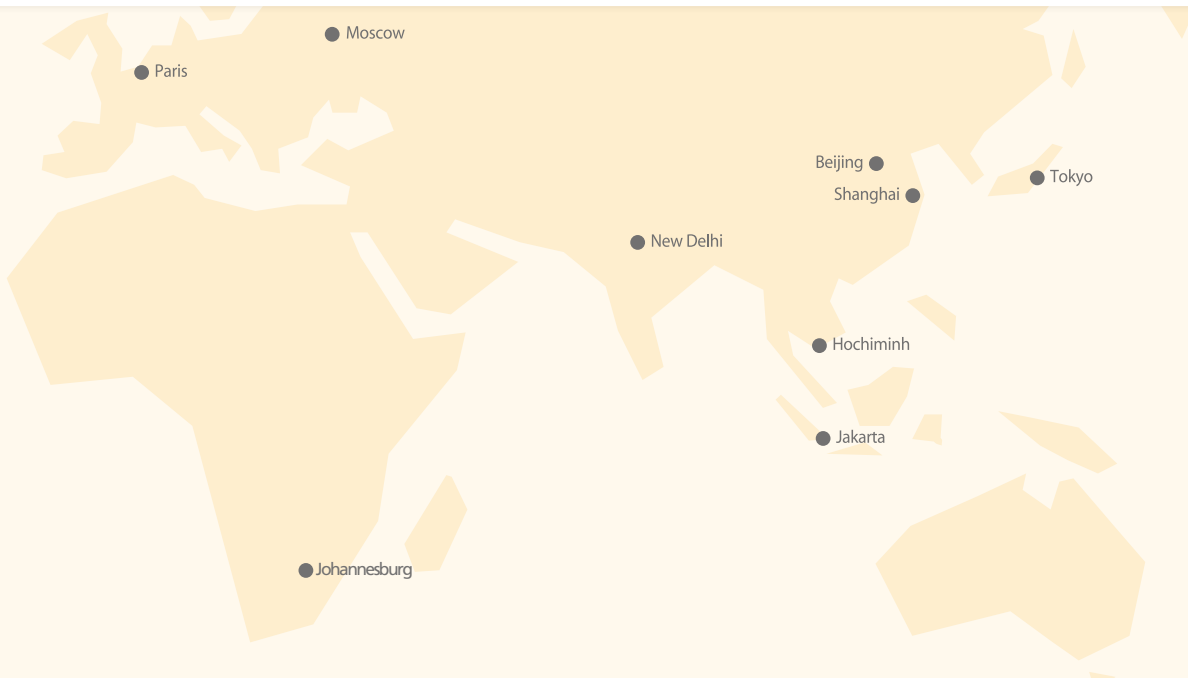 Moscow
Paris
Beijing
Tokyo
Shanghai
New Delhi
Hochiminh
Jakarta
Johannesburg